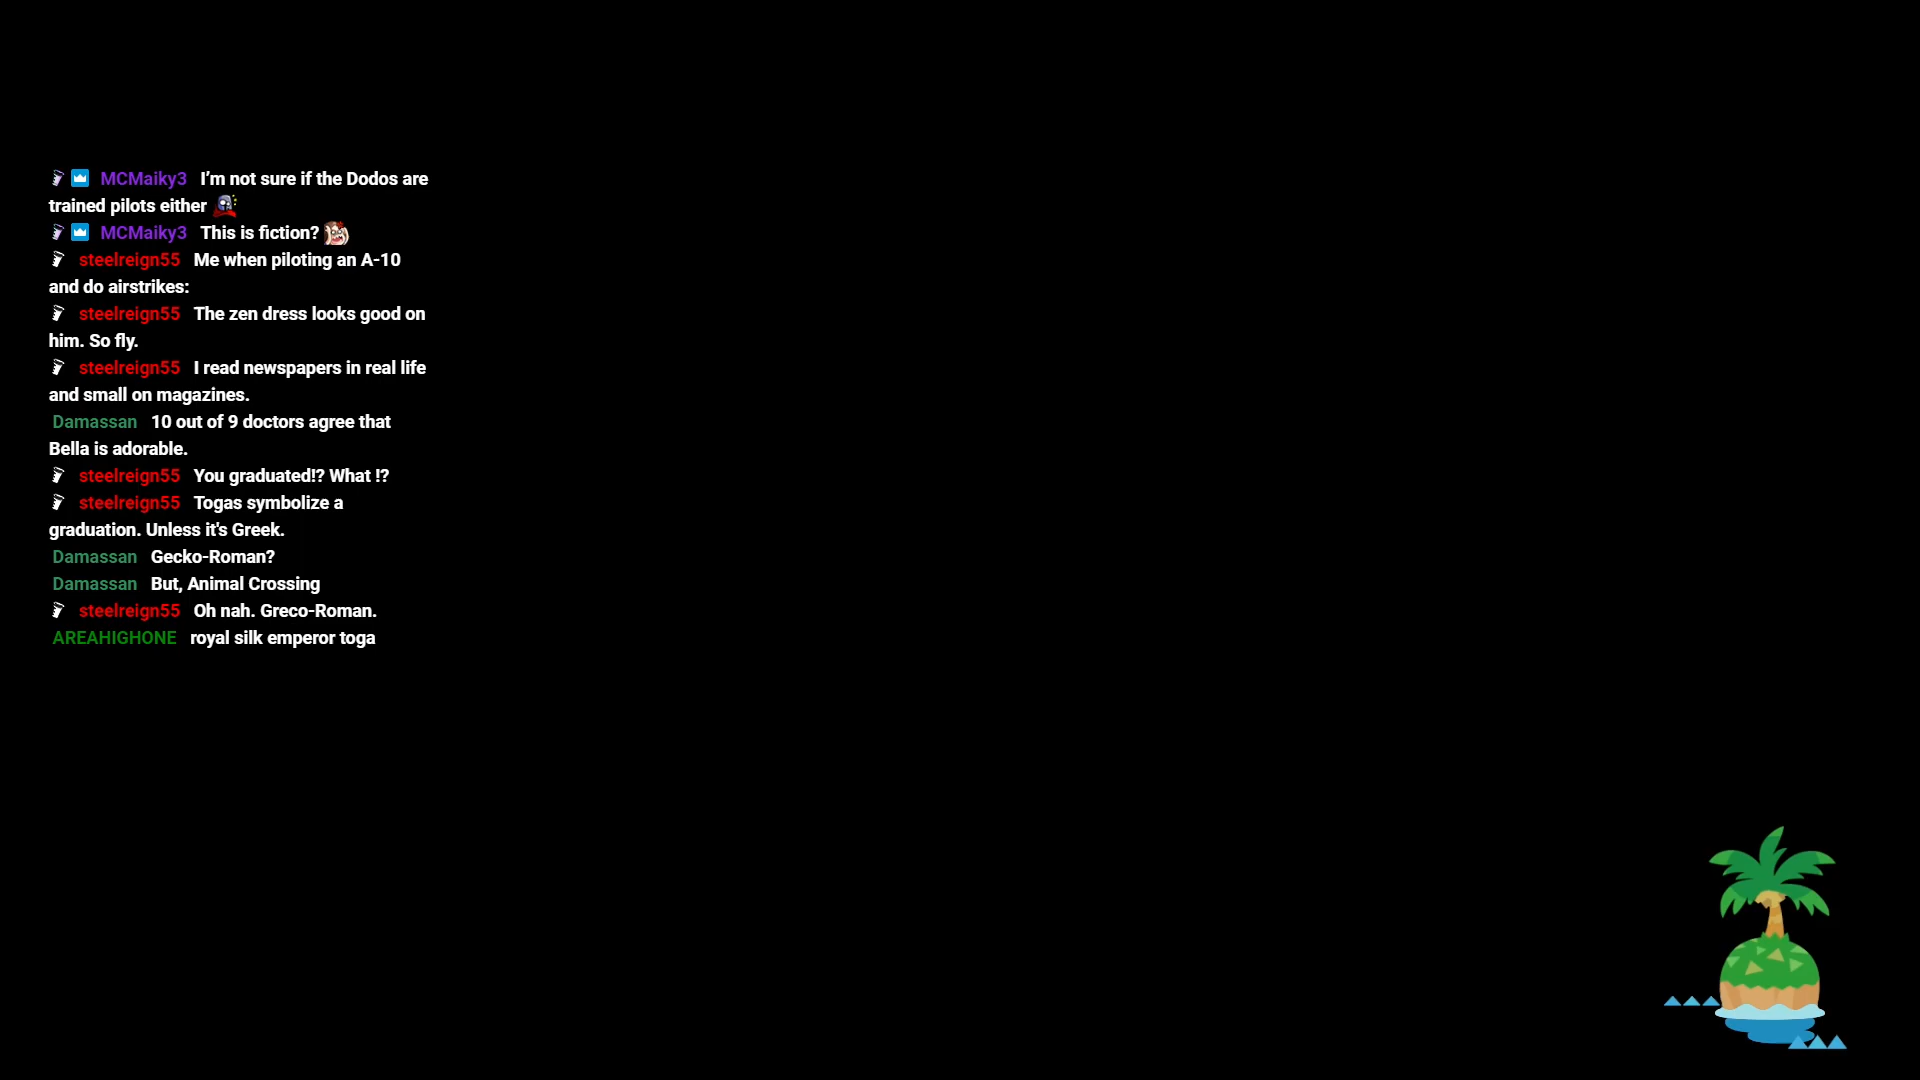 MCMaiky3 I’m not sure if the Dodos are
trained pilots either
MCMaiky3 This is fiction?
steelreign55 Me when piloting an A-10
and do airstrikes:
steelreign55 The zen dress looks good on
him. So fly.
steelreign55 I read newspapers in real life
and small on magazines.
Damassan 10 out of 9 doctors agree that
Bella is adorable.
steelreign55 You graduated!? What !?
steelreign55 Togas symbolize a
graduation. Unless it's Greek.
Damassan Gecko-Roman?
Damassan But, Animal Crossing
steelreign55 Oh nah. Greco-Roman.
AREAHIGHONE royal silk emperor toga